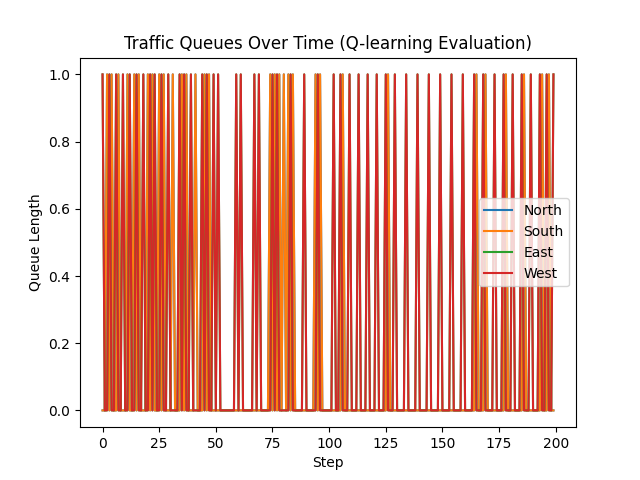 Traffic Queues Over Time (Q-learning Evaluation)
Queue Length
1.0
0.8
0.6
0.4
0.2
0.0
North
South
East
West
0 25 50 75 100 125 150 175 200
Step